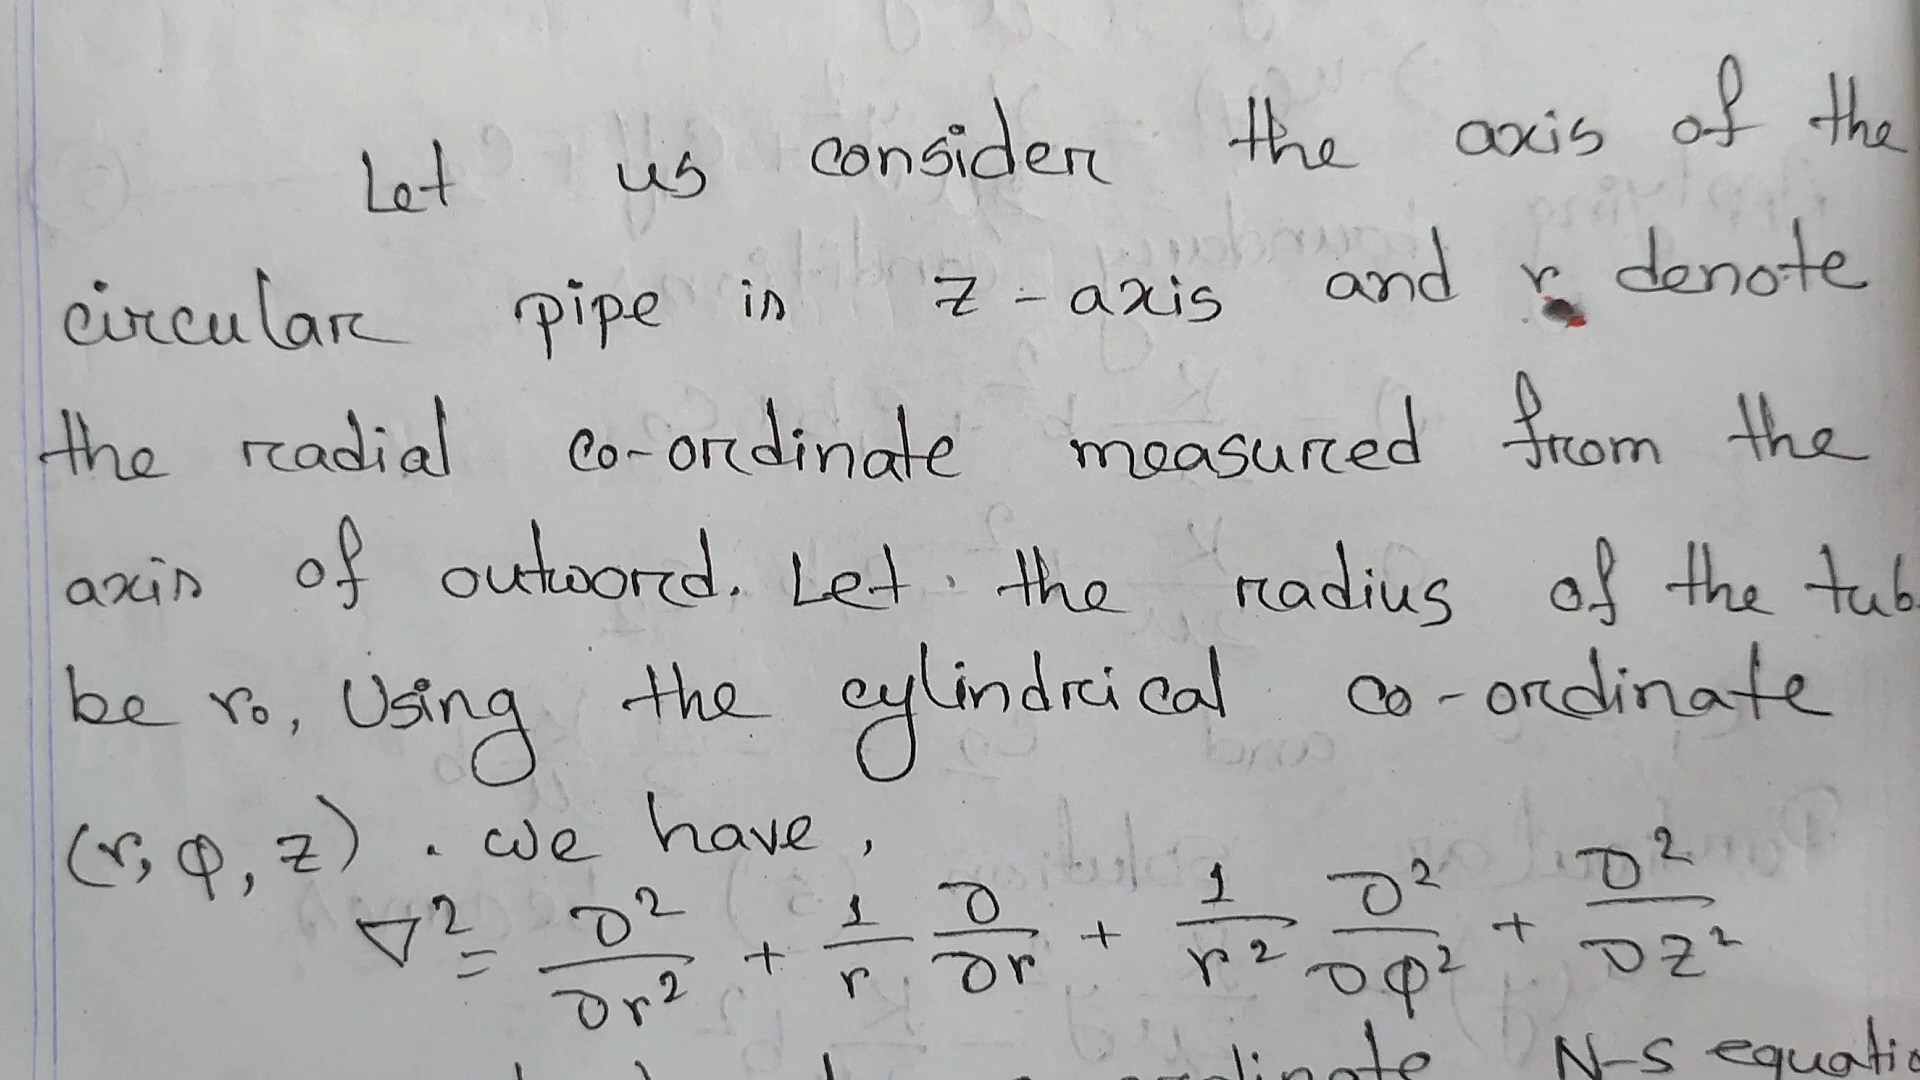 Let us consider the axis of the
circular pipe in z-axis and r denote
the radial co-ordinate measured from the
axis of outword. Let the radius of the tub
be r₀, Using the cylindrical co-ordinate
(r, φ, z). we have,
∇² = ∂²/∂r² + 1/r ∂/∂r + 1/r² ∂²/∂φ² + ∂²/∂z²
N-S equatio